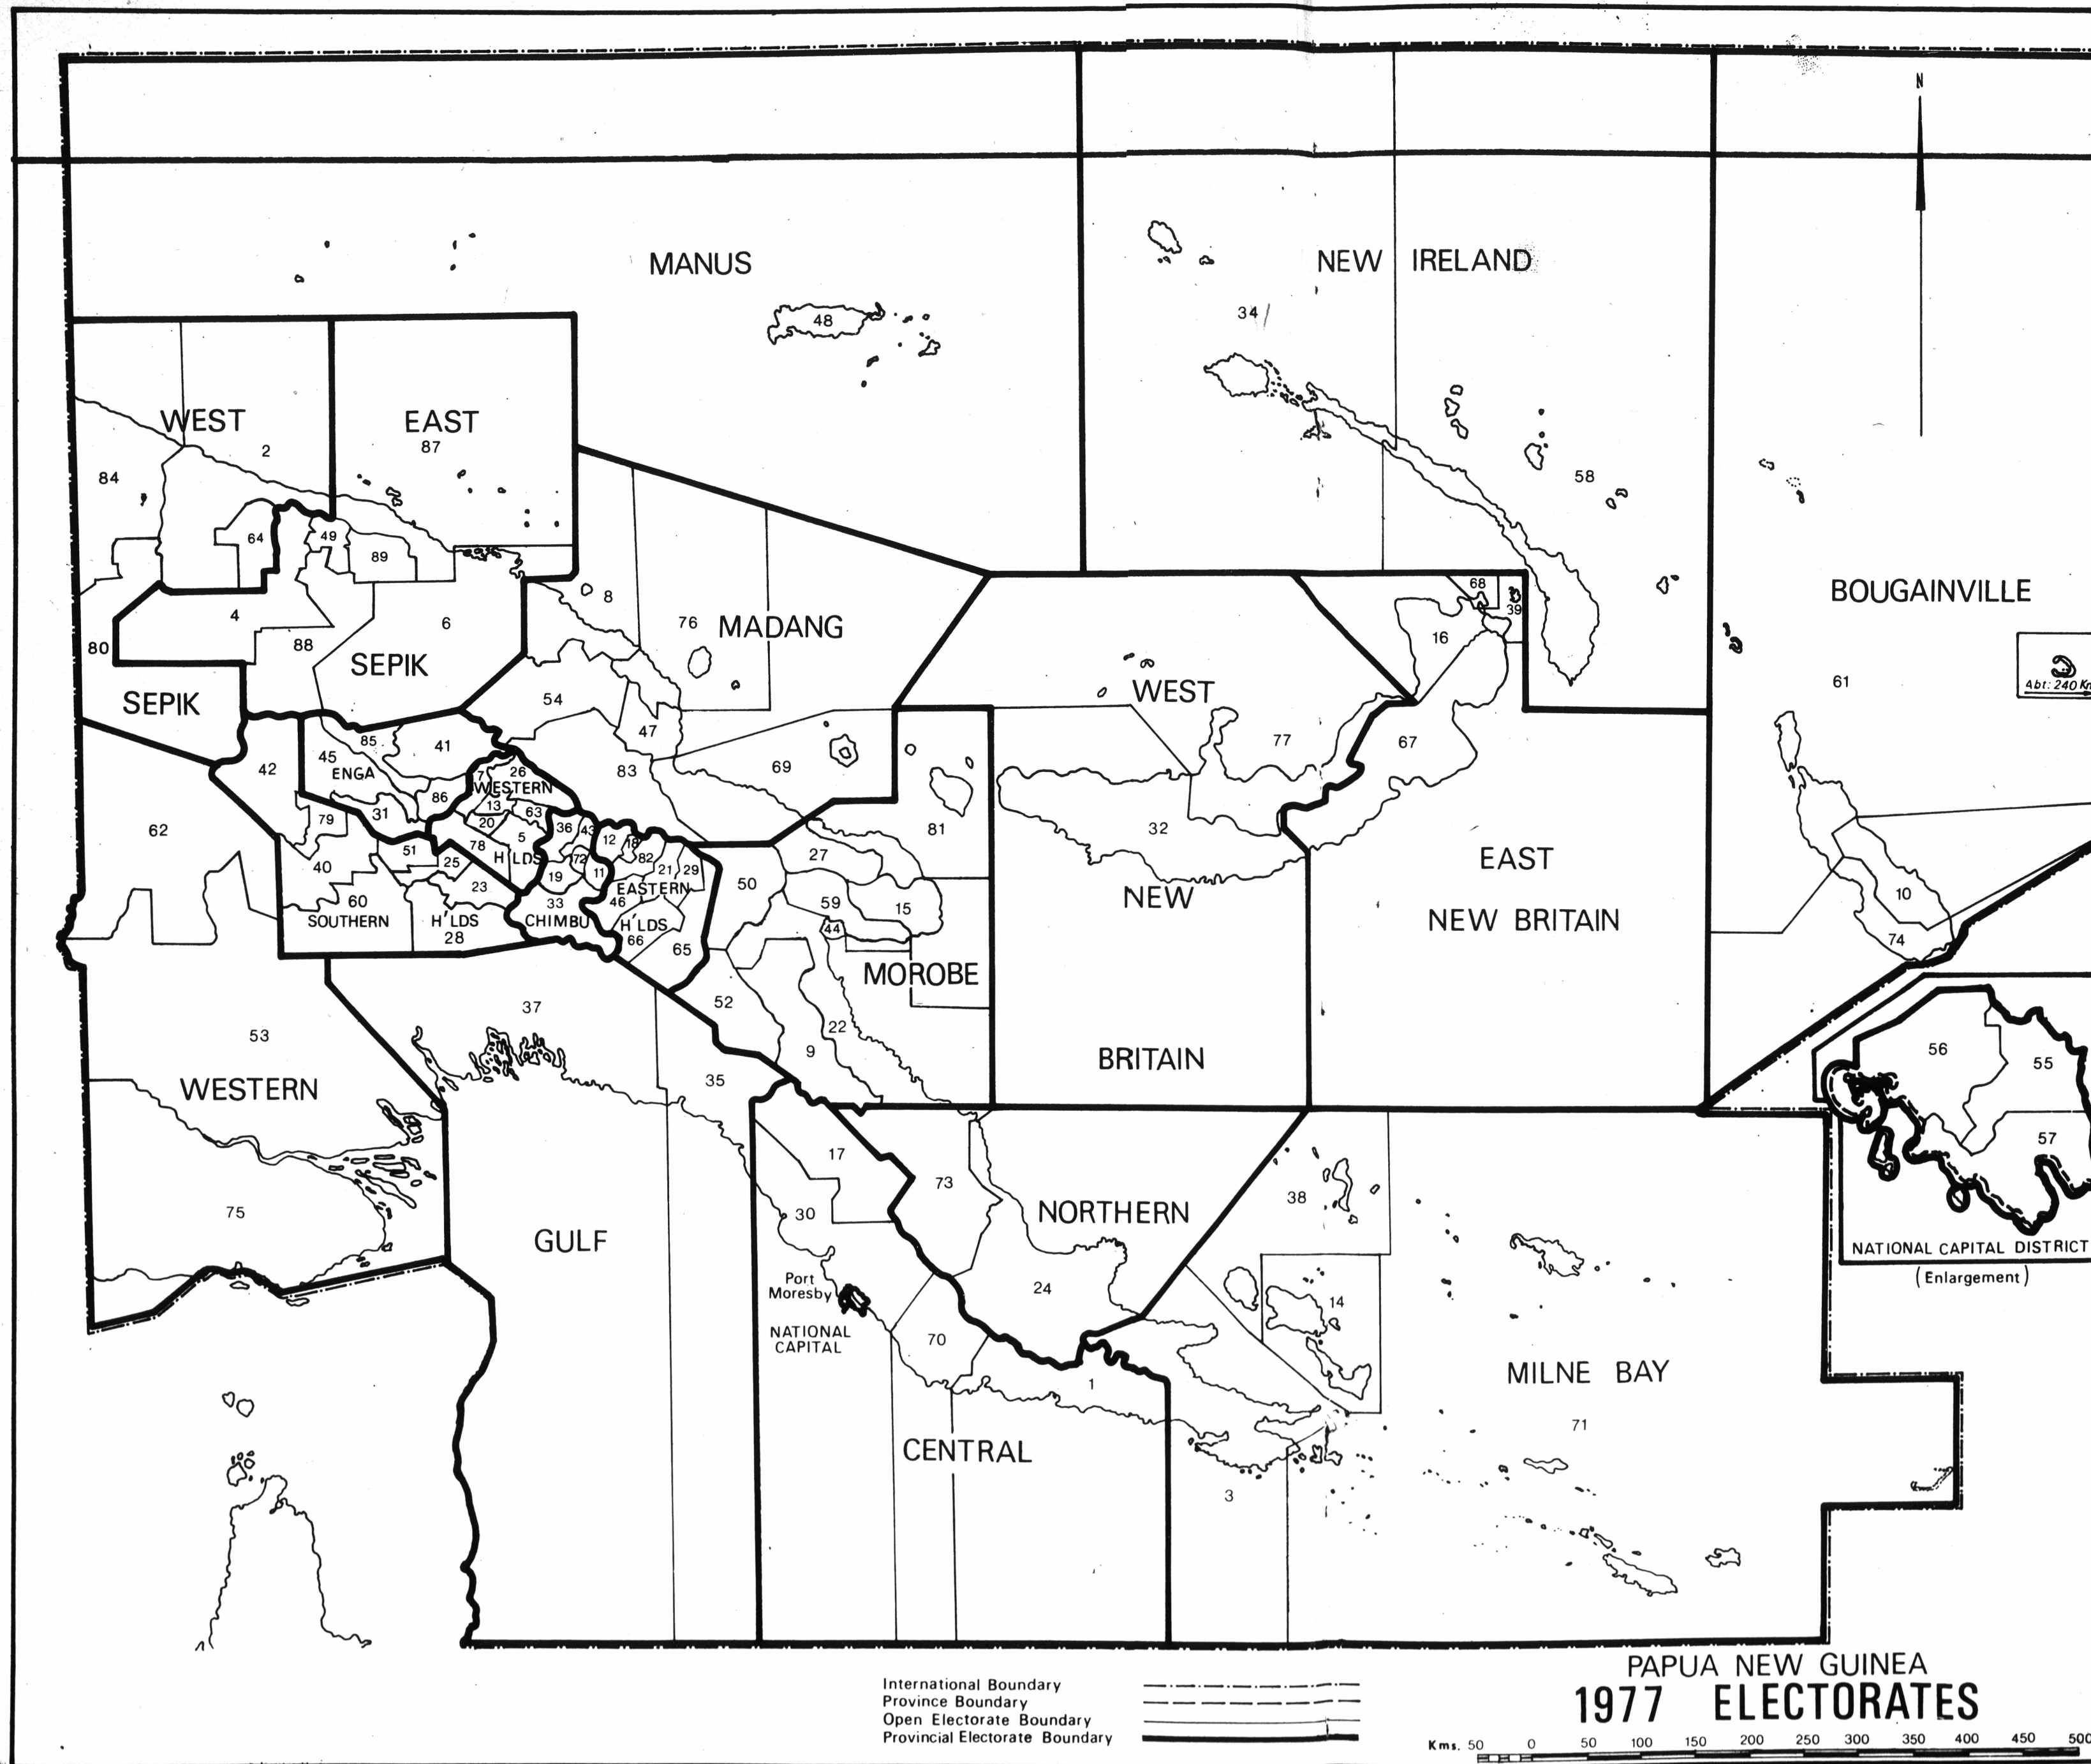 N
MANUS
NEW IRELAND
48
34
WEST
EAST
87
2
84
58
64
49
89
BOUGAINVILLE
8
68
39
76
MADANG
16
4
6
88
80
SEPIK
WEST
61
Abt: 240 Km
SEPIK
54
47
77
67
85
41
45
ENGA
42
83
69
7
26
WESTERN
86
13
31
20
63
79
62
36
43
81
32
5
12
18
78
H'LDS
82
51
25
72
27
EAST
40
19
11
21
29
23
50
EASTERN
10
60
33
46
59
15
NEW
NEW BRITAIN
SOUTHERN
H'LDS
CHIMBU
H'LDS
44
28
66
65
74
MOROBE
37
52
53
22
9
56
55
BRITAIN
35
WESTERN
57
17
73
38
75
30
NORTHERN
GULF
NATIONAL CAPITAL DISTRICT
(Enlargement)
Port
Moresby
24
14
NATIONAL
CAPITAL
70
MILNE BAY
1
71
CENTRAL
3
PAPUA NEW GUINEA
1977 ELECTORATES
International Boundary
Province Boundary
Open Electorate Boundary
Provincial Electorate Boundary
Kms. 50 0 50 100 150 200 250 300 350 400 450 500